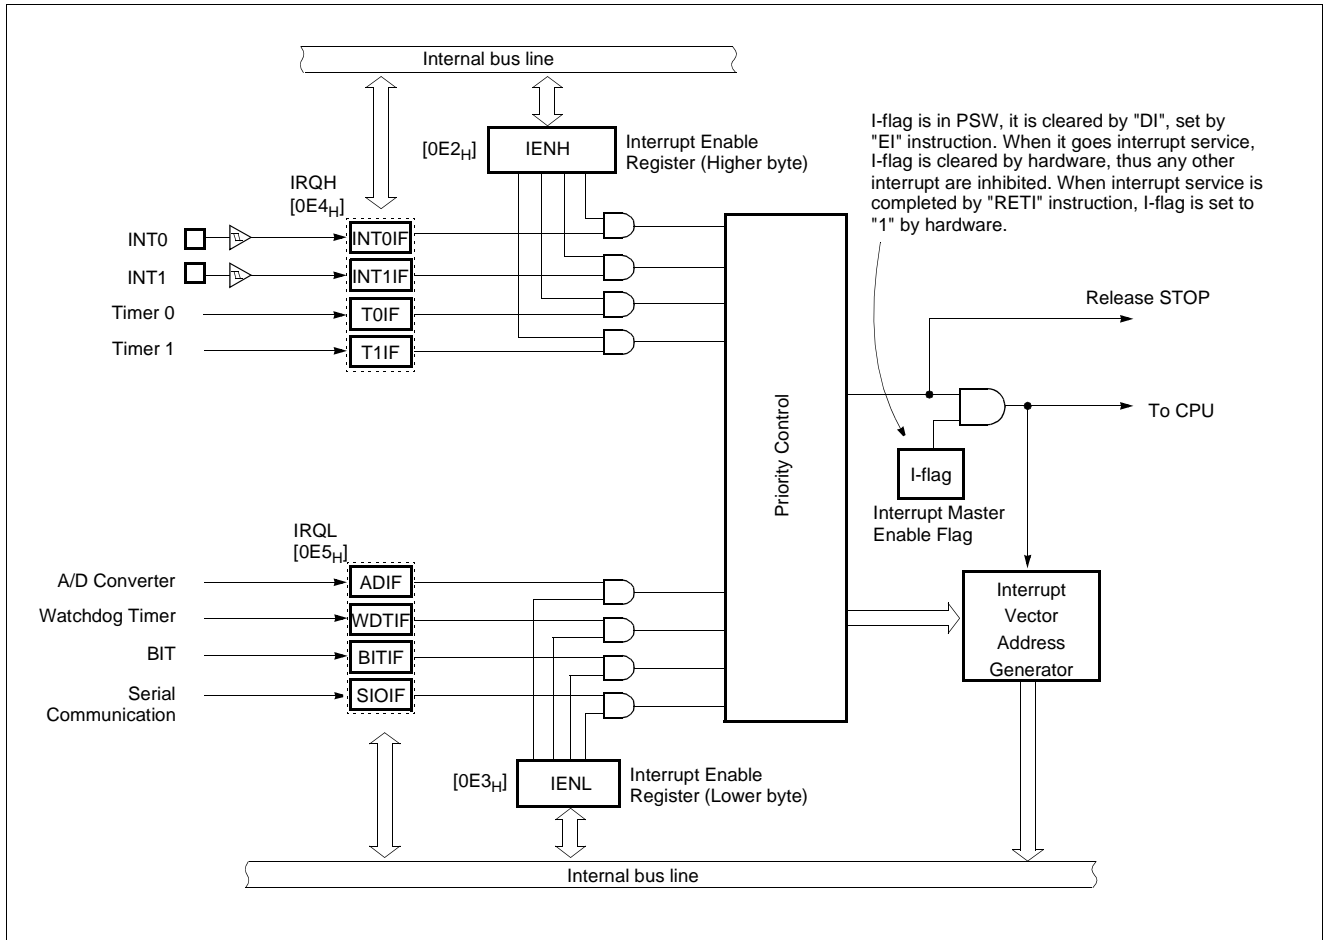 Internal bus line
[0E2H]
IENH
Interrupt Enable
Register (Higher byte)
I-flag is in PSW, it is cleared by "DI", set by
"EI" instruction. When it goes interrupt service,
I-flag is cleared by hardware, thus any other
interrupt are inhibited. When interrupt service is
completed by "RETI" instruction, I-flag is set to
"1" by hardware.
IRQH
[0E4H]
INT0
INT0IF
INT1
INT1IF
Timer 0
T0IF
Timer 1
T1IF
Release STOP
To CPU
Priority Control
I-flag
Interrupt Master
Enable Flag
IRQL
[0E5H]
A/D Converter
ADIF
Watchdog Timer
WDTIF
BIT
BITIF
Serial
Communication
SIOIF
Interrupt
Vector
Address
Generator
[0E3H]
IENL
Interrupt Enable
Register (Lower byte)
Internal bus line